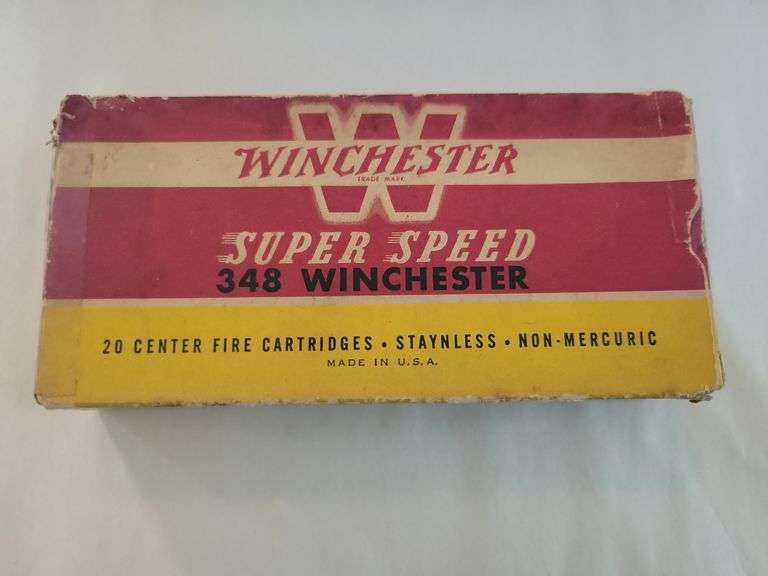 W
WINCHESTER
TRADE MARK
SUPER SPEED
348 WINCHESTER
20 CENTER FIRE CARTRIDGES • STAYNLESS • NON-MERCURIC
MADE IN U.S.A.